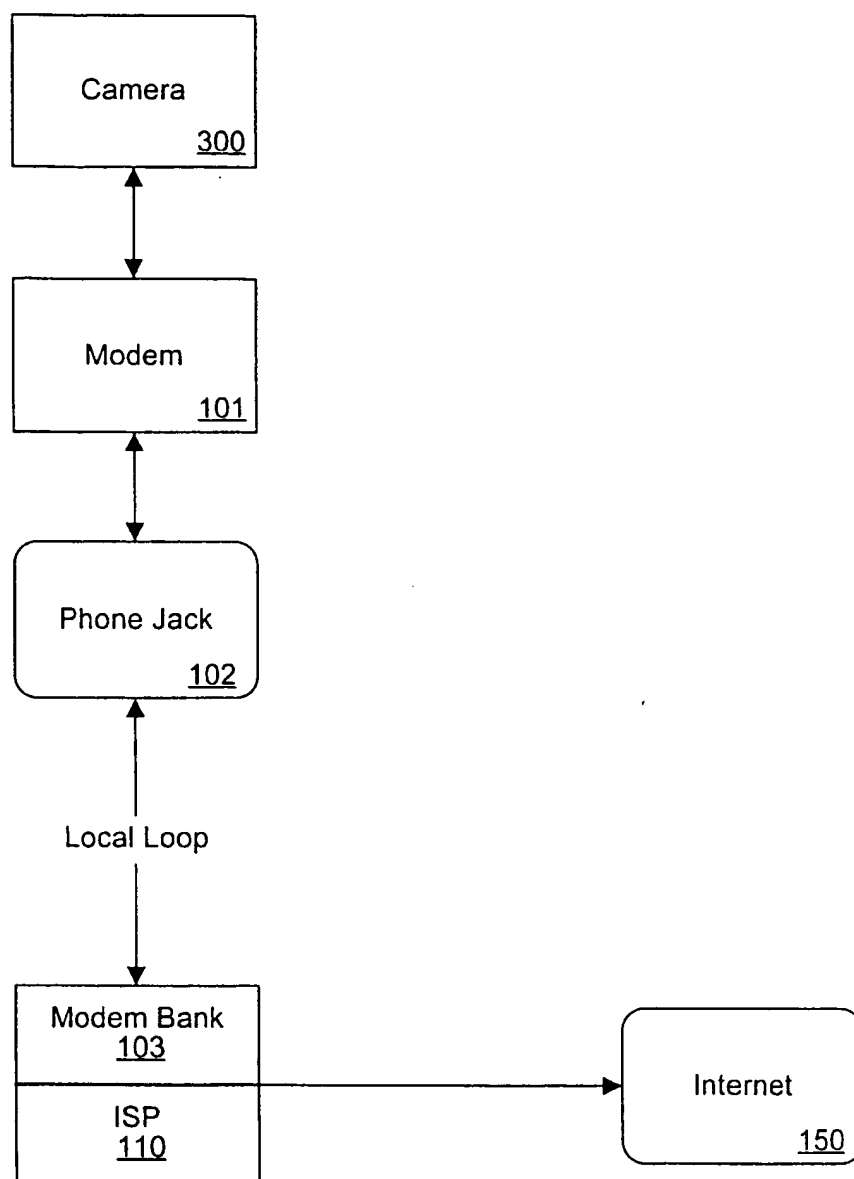 Camera
300
Modem
101
Phone Jack
102
Local Loop
Modem Bank
103
ISP
110
Internet
150